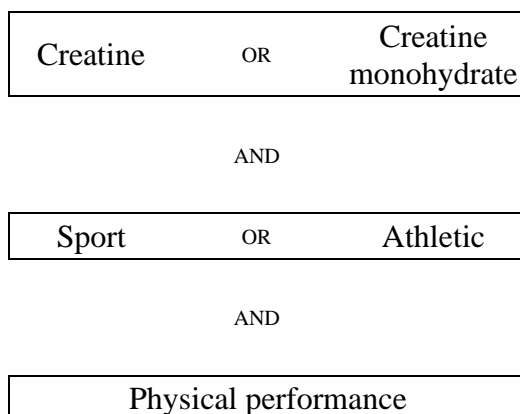 Creatine OR Creatine
monohydrate
AND
Sport OR Athletic
AND
Physical performance